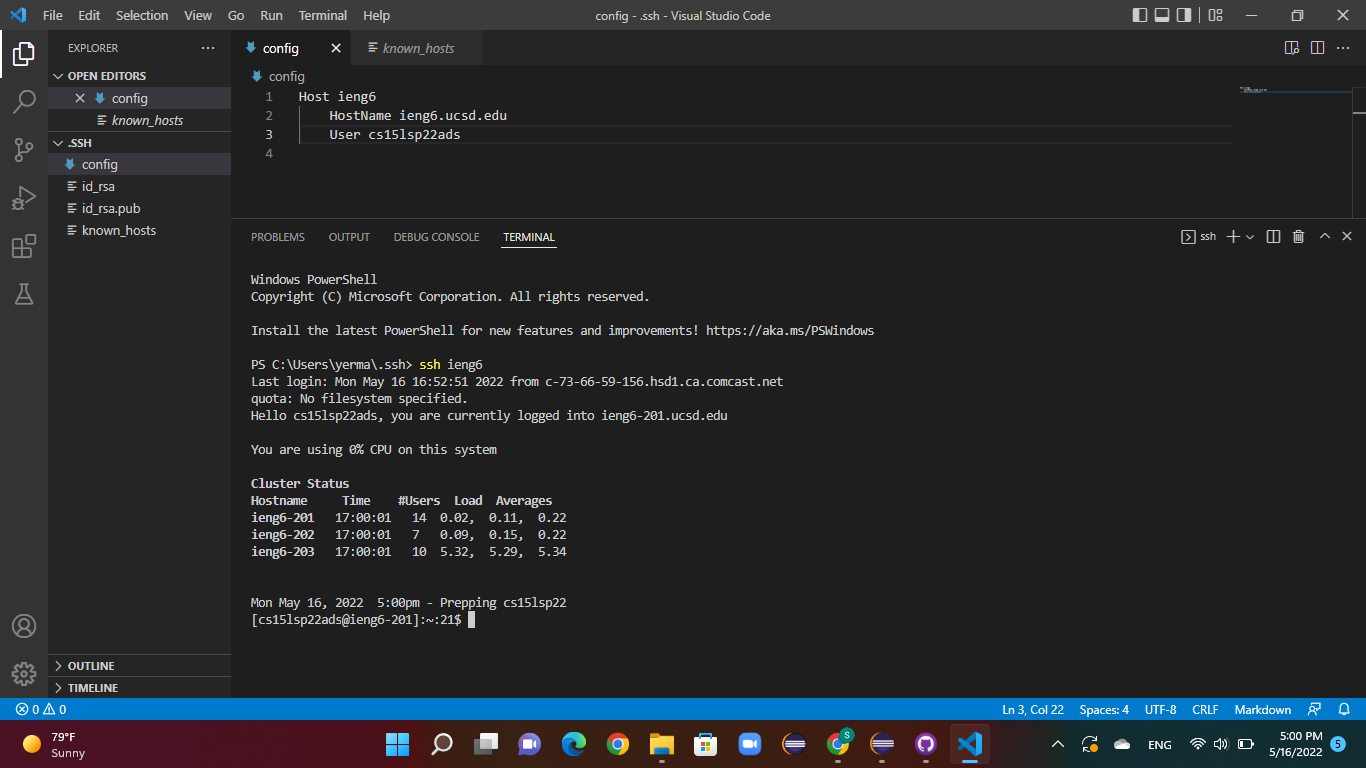 File Edit Selection View Go Run Terminal Help
config - .ssh - Visual Studio Code
EXPLORER
OPEN EDITORS
config
known_hosts
.SSH
config
id_rsa
id_rsa.pub
known_hosts
OUTLINE
TIMELINE
config known_hosts
config
1 Host ieng6
2 HostName ieng6.ucsd.edu
3 User cs15lsp22ads
4
PROBLEMS OUTPUT DEBUG CONSOLE TERMINAL
ssh
Windows PowerShell
Copyright (C) Microsoft Corporation. All rights reserved.
Install the latest PowerShell for new features and improvements! https://aka.ms/PSWindows
PS C:\Users\yerma\.ssh> ssh ieng6
Last login: Mon May 16 16:52:51 2022 from c-73-66-59-156.hsd1.ca.comcast.net
quota: No filesystem specified.
Hello cs15lsp22ads, you are currently logged into ieng6-201.ucsd.edu
You are using 0% CPU on this system
Cluster Status
Hostname Time #Users Load Averages
ieng6-201 17:00:01 14 0.02, 0.11, 0.22
ieng6-202 17:00:01 7 0.09, 0.15, 0.22
ieng6-203 17:00:01 10 5.32, 5.29, 5.34
Mon May 16, 2022 5:00pm - Prepping cs15lsp22
[cs15lsp22ads@ieng6-201]:~:21$
0 0
Ln 3, Col 22 Spaces: 4 UTF-8 CRLF Markdown
79°F
Sunny
S
ENG
5:00 PM
5/16/2022
5